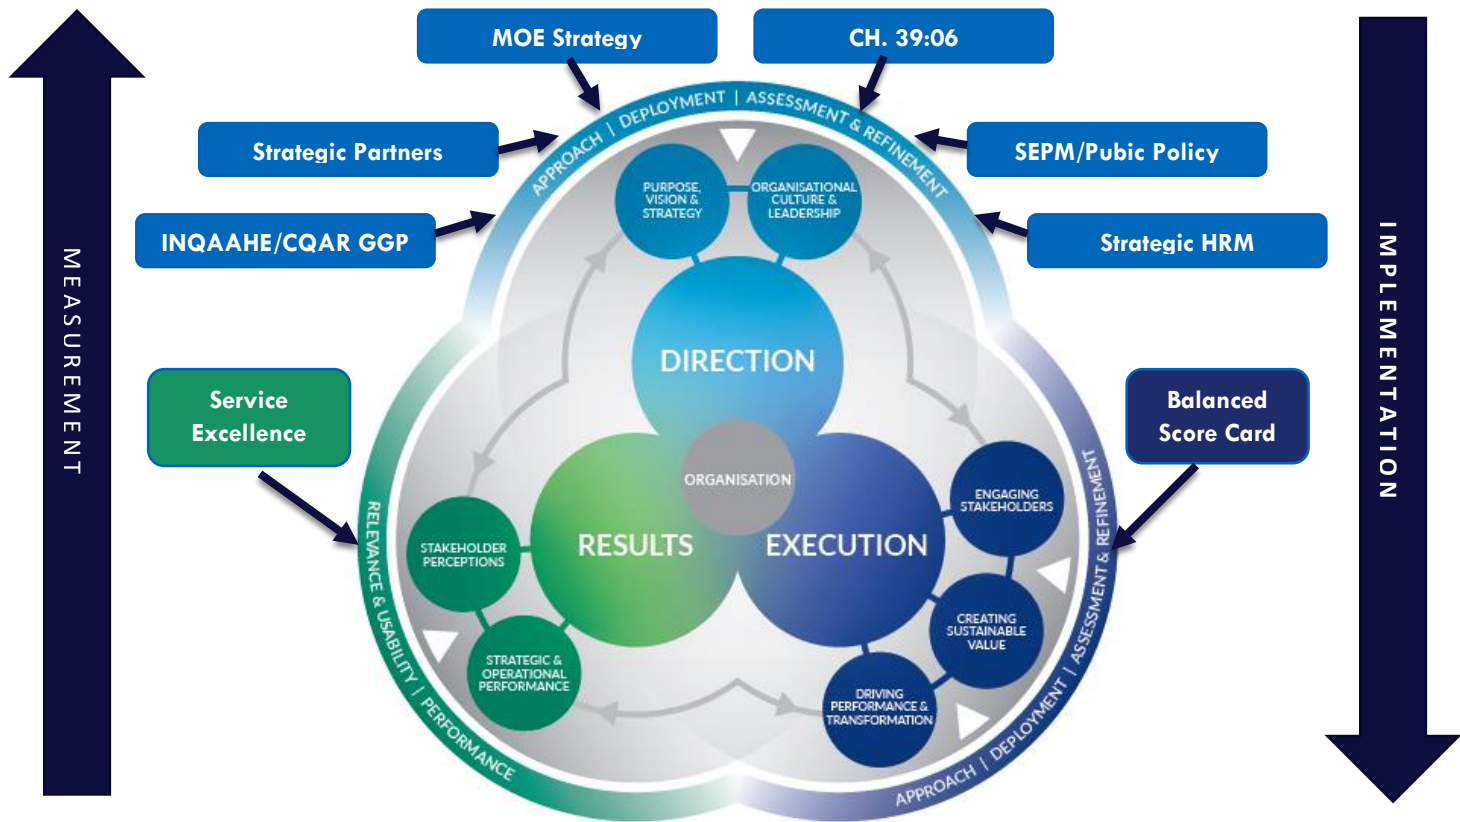 MOE Strategy
CH. 39:06
Strategic Partners
SEPM/Pubic Policy
INQAAHE/CQAR GGP
Strategic HRM
MEASUREMENT
IMPLEMENTATION
APPROACH | DEPLOYMENT | ASSESSMENT & REFINEMENT
PURPOSE,
VISION &
STRATEGY
ORGANISATIONAL
CULTURE &
LEADERSHIP
DIRECTION
Service
Excellence
Balanced
Score Card
ORGANISATION
RESULTS
EXECUTION
STAKEHOLDER
PERCEPTIONS
STRATEGIC &
OPERATIONAL
PERFORMANCE
ENGAGING
STAKEHOLDERS
CREATING
SUSTAINABLE
VALUE
DRIVING
PERFORMANCE &
TRANSFORMATION
RELEVANCE & USABILITY | PERFORMANCE
APPROACH | DEPLOYMENT | ASSESSMENT & REFINEMENT